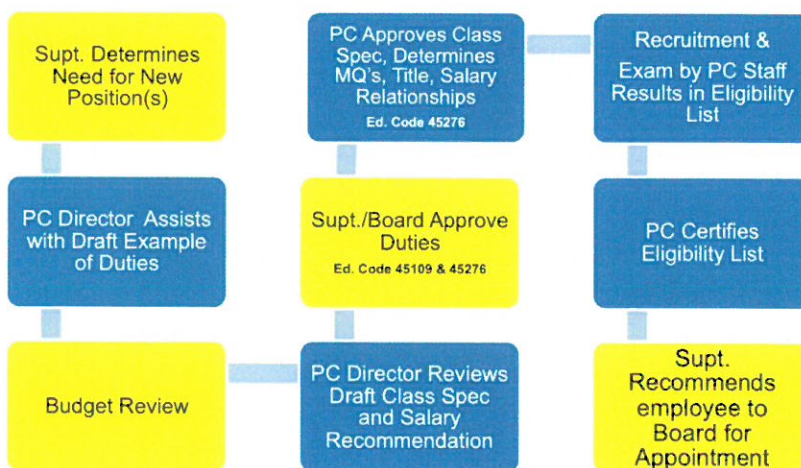 Supt. Determines
Need for New
Position(s)
PC Director Assists
with Draft Example
of Duties
Budget Review
PC Director Reviews
Draft Class Spec
and Salary
Recommendation
Supt./Board Approve
Duties
Ed. Code 45109 & 45276
PC Approves Class
Spec, Determines
MQ's, Title, Salary
Relationships
Ed. Code 45276
Recruitment &
Exam by PC Staff
Results in Eligibility
List
PC Certifies
Eligibility List
Supt.
Recommends
employee to
Board for
Appointment